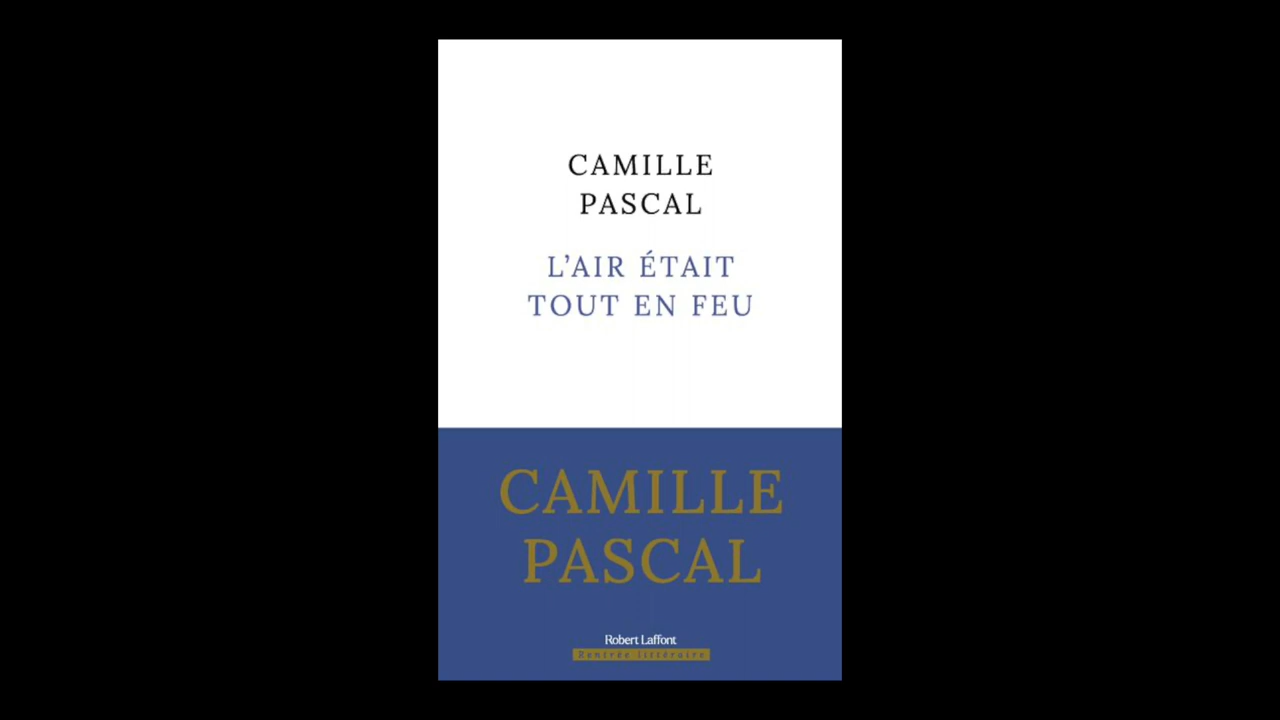 CAMILLE
PASCAL
L’AIR ÉTAIT
TOUT EN FEU
CAMILLE
PASCAL
Robert Laffont
Rentrée littéraire